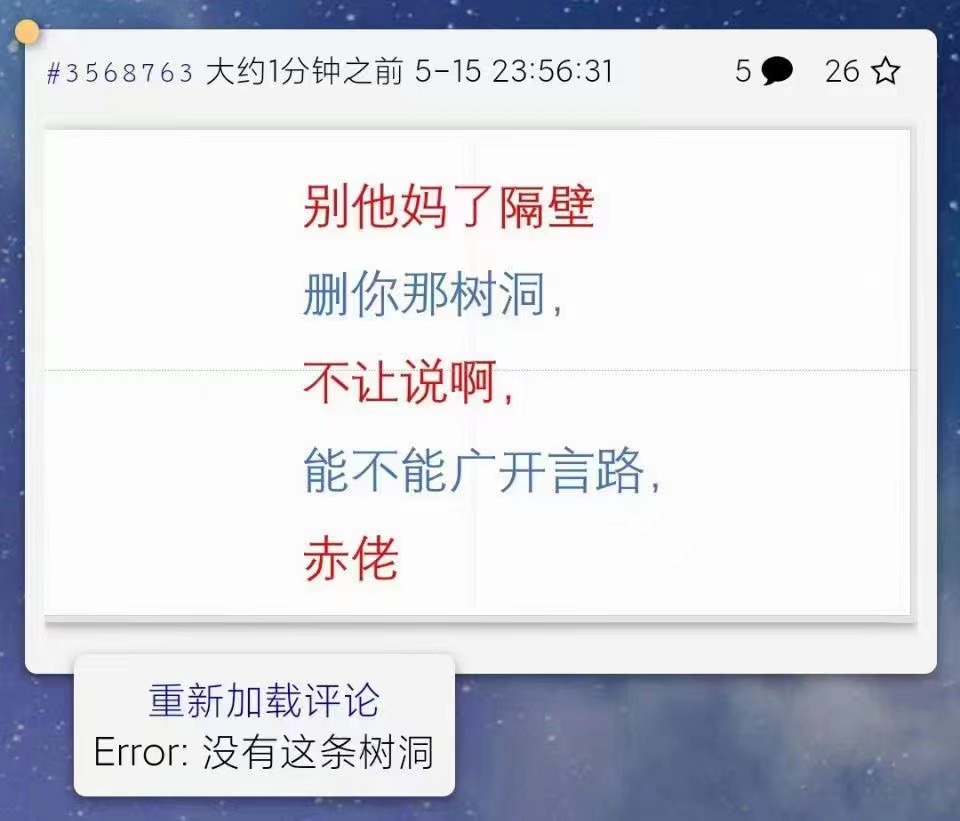 #3568763 大约1分钟之前 5-15 23:56:31 5 26
别他妈了隔壁
删你那树洞,
不让说啊,
能不能广开言路,
赤佬
重新加载评论
Error: 没有这条树洞